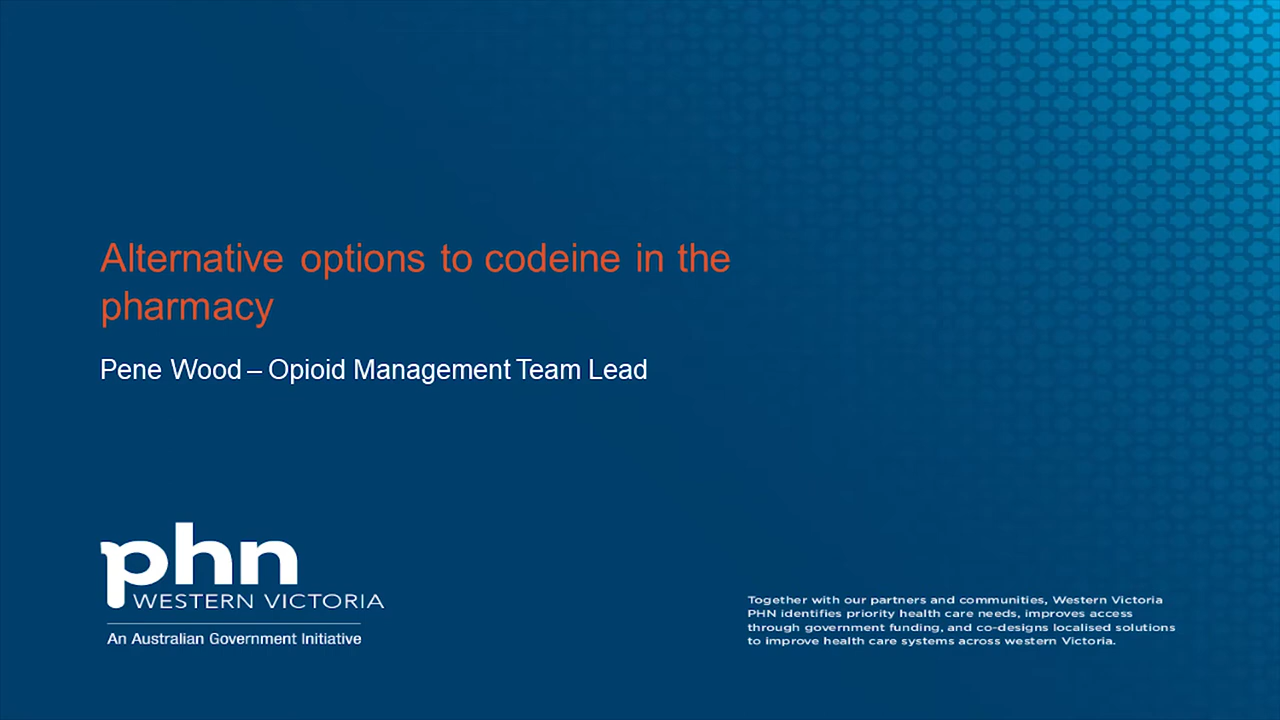 Alternative options to codeine in the
pharmacy
Pene Wood – Opioid Management Team Lead
phn
WESTERN VICTORIA
An Australian Government Initiative
Together with our partners and communities, Western Victoria
PHN identifies priority health care needs, improves access
through government funding, and co-designs localised solutions
to improve health care systems across western Victoria.